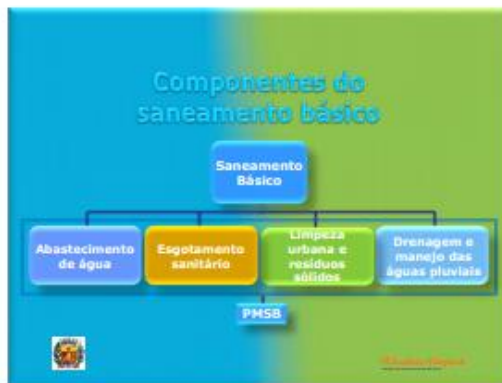 Componentes do
saneamento básico
Saneamento
Básico
Abastecimento
de água
Esgotamento
sanitário
Limpeza
urbana e
resíduos
sólidos
Drenagem e
manejo das
águas pluviais
PMSB